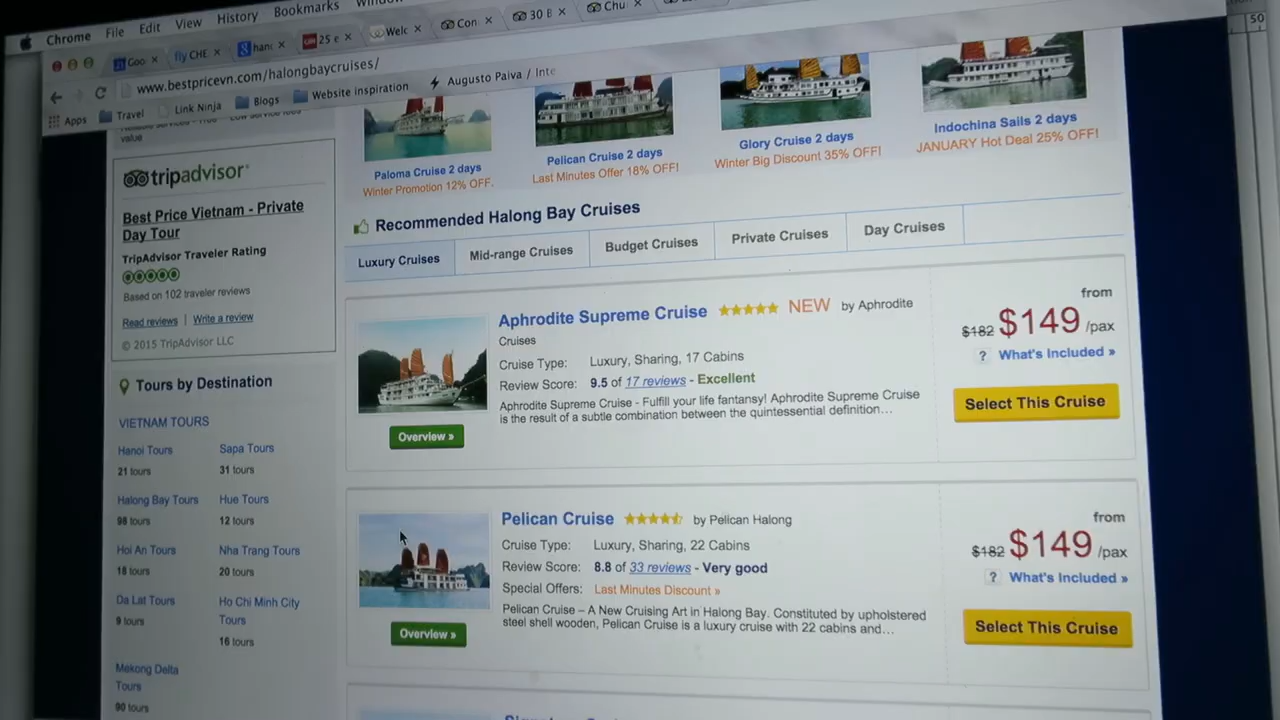 Chrome File Edit View History Bookmarks
Goo CHE 25 Welc Con 30 Chu
www.bestpricevn.com/halongbaycruises/
Apps Travel Link Ninja Blogs Website inspiration Augusto Paiva / Inte
value.
Paloma Cruise 2 days
Winter Promotion 12% OFF.
Pelican Cruise 2 days
Last Minutes Offer 18% OFF!
Glory Cruise 2 days
Winter Big Discount 35% OFF!
Indochina Sails 2 days
JANUARY Hot Deal 25% OFF!
tripadvisor®
Best Price Vietnam - Private
Day Tour
TripAdvisor Traveler Rating
Based on 102 traveler reviews
Read reviews | Write a review
© 2015 TripAdvisor LLC
Tours by Destination
VIETNAM TOURS
Hanoi Tours
21 tours
Sapa Tours
31 tours
Halong Bay Tours
98 tours
Hue Tours
12 tours
Hoi An Tours
18 tours
Nha Trang Tours
20 tours
Da Lat Tours
9 tours
Ho Chi Minh City
Tours
16 tours
Mekong Delta
Tours
90 tours
Recommended Halong Bay Cruises
Luxury Cruises Mid-range Cruises Budget Cruises Private Cruises Day Cruises
Aphrodite Supreme Cruise NEW by Aphrodite
Cruises
Cruise Type: Luxury, Sharing, 17 Cabins
Review Score: 9.5 of 17 reviews - Excellent
Aphrodite Supreme Cruise - Fulfill your life fantansy! Aphrodite Supreme Cruise
is the result of a subtle combination between the quintessential definition...
Overview »
from
$182 $149 /pax
? What's Included »
Select This Cruise
Pelican Cruise by Pelican Halong
Cruise Type: Luxury, Sharing, 22 Cabins
Review Score: 8.8 of 33 reviews - Very good
Special Offers: Last Minutes Discount »
Pelican Cruise – A New Cruising Art in Halong Bay. Constituted by upholstered
steel shell wooden, Pelican Cruise is a luxury cruise with 22 cabins and...
Overview »
from
$182 $149 /pax
? What's Included »
Select This Cruise
50